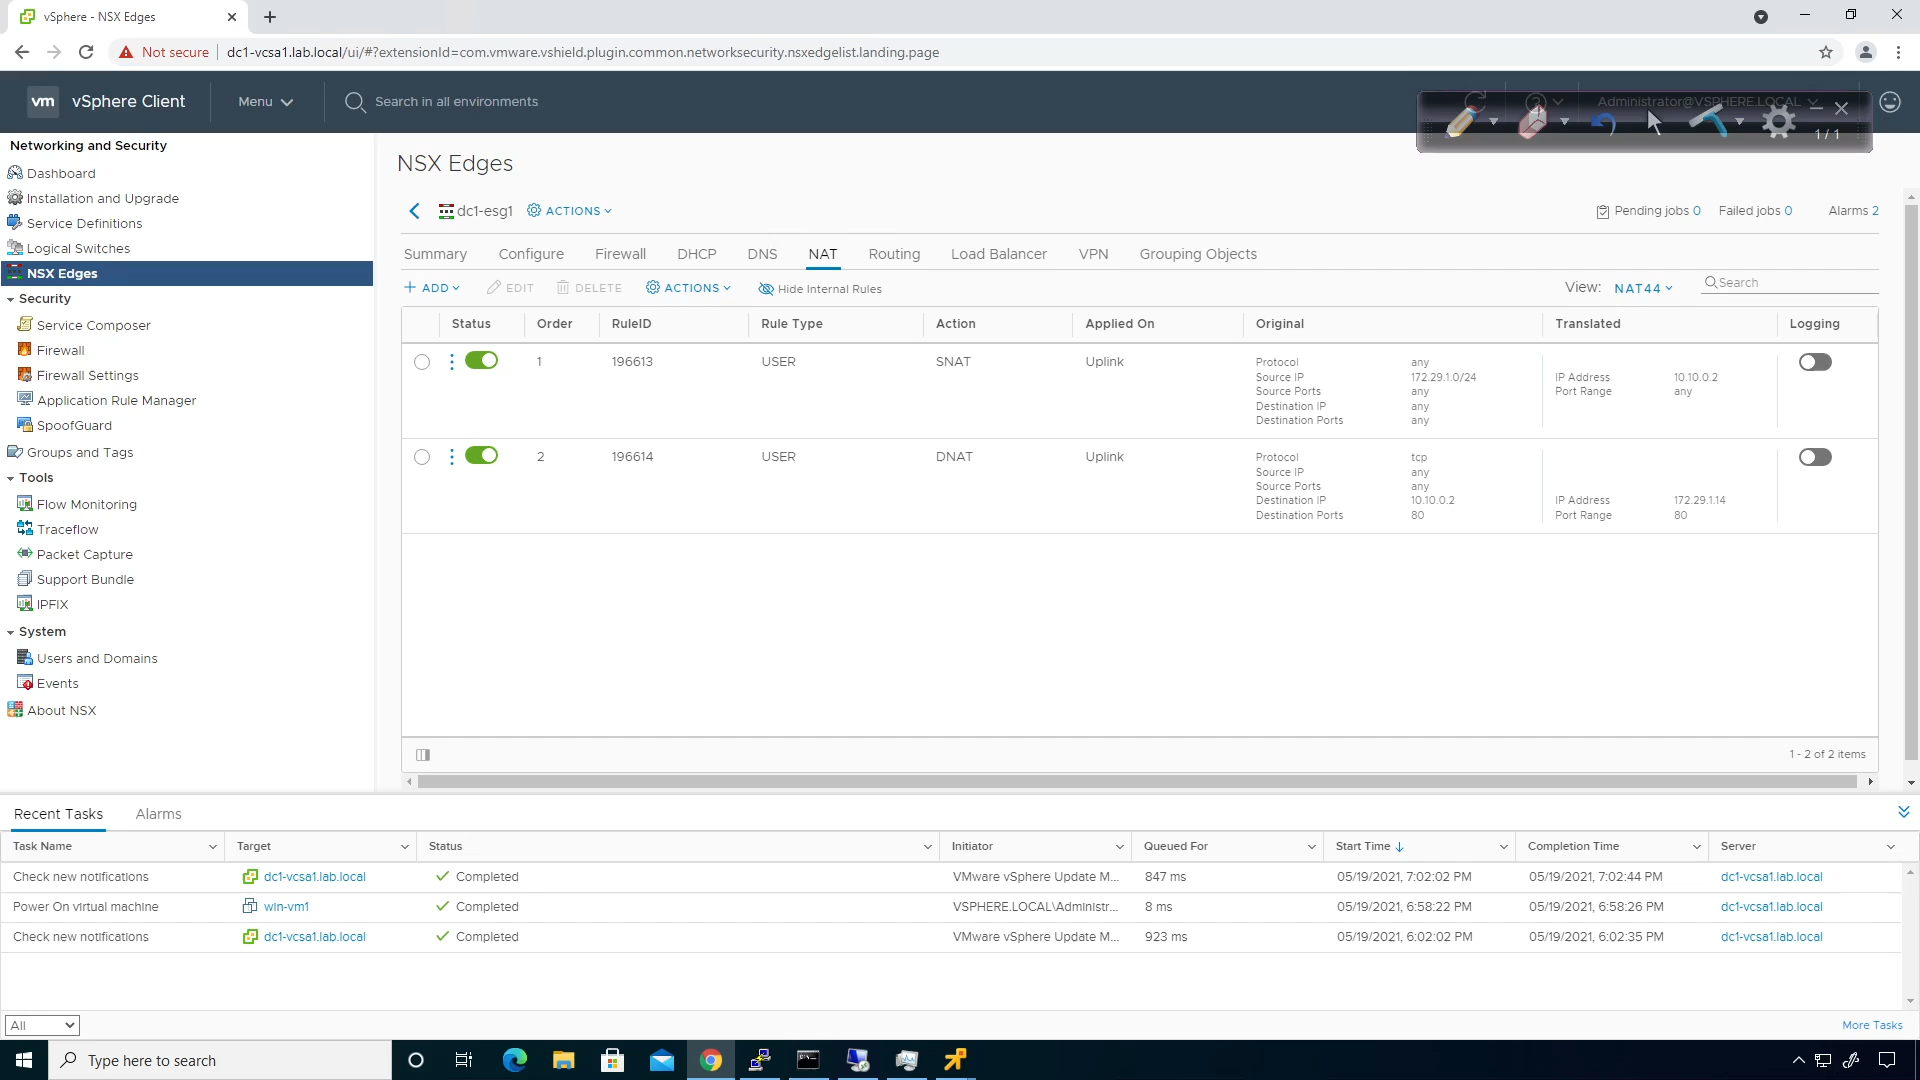 vSphere - NSX Edges
Not secure
dc1-vcsa1.lab.local/ui/#?extensionId=com.vmware.vshield.plugin.common.networksecurity.nsxedgelist.landing.page
vm vSphere Client
Menu
Search in all environments
Administrator@VSPHERE.LOCAL
1 / 1
Networking and Security
Dashboard
Installation and Upgrade
Service Definitions
Logical Switches
NSX Edges
Security
Service Composer
Firewall
Firewall Settings
Application Rule Manager
SpoofGuard
Groups and Tags
Tools
Flow Monitoring
Traceflow
Packet Capture
Support Bundle
IPFIX
System
Users and Domains
Events
About NSX
NSX Edges
dc1-esg1 ACTIONS
Pending jobs 0 Failed jobs 0 Alarms 2
Summary Configure Firewall DHCP DNS NAT Routing Load Balancer VPN Grouping Objects
+ ADD EDIT DELETE ACTIONS Hide Internal Rules
View: NAT44 Search
Status Order RuleID Rule Type Action Applied On Original Translated Logging
1 196613 USER SNAT Uplink
Protocol any
Source IP 172.29.1.0/24 IP Address 10.10.0.2
Source Ports any Port Range any
Destination IP any
Destination Ports any
2 196614 USER DNAT Uplink
Protocol tcp
Source IP any
Source Ports any
Destination IP 10.10.0.2 IP Address 172.29.1.14
Destination Ports 80 Port Range 80
1 - 2 of 2 items
Recent Tasks Alarms
Task Name Target Status Initiator Queued For Start Time Completion Time Server
Check new notifications dc1-vcsa1.lab.local Completed VMware vSphere Update M... 847 ms 05/19/2021, 7:02:02 PM 05/19/2021, 7:02:44 PM dc1-vcsa1.lab.local
Power On virtual machine win-vm1 Completed VSPHERE.LOCAL\Administr... 8 ms 05/19/2021, 6:58:22 PM 05/19/2021, 6:58:26 PM dc1-vcsa1.lab.local
Check new notifications dc1-vcsa1.lab.local Completed VMware vSphere Update M... 923 ms 05/19/2021, 6:02:02 PM 05/19/2021, 6:02:35 PM dc1-vcsa1.lab.local
All
More Tasks
Type here to search